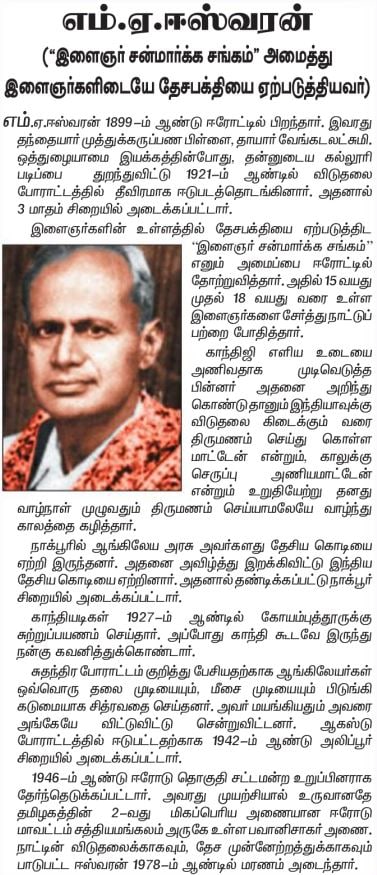 எம்.ஏ.ஈஸ்வரன்
(“இளைஞர் சன்மார்க்க சங்கம்” அமைத்து
இளைஞர்களிடையே தேசபக்தியை ஏற்படுத்தியவர்)
எம்.ஏ.ஈஸ்வரன் 1899-ம் ஆண்டு ஈரோட்டில் பிறந்தார். இவரது
தந்தையார் முத்துக்கருப்பண பிள்ளை, தாயார் வேங்கடலட்சுமி.
ஒத்துழையாமை இயக்கத்தின்போது, தன்னுடைய கல்லூரி
படிப்பை துறந்துவிட்டு 1921-ம் ஆண்டில் விடுதலை
போராட்டத்தில் தீவிரமாக ஈடுபடத்தொடங்கினார். அதனால்
3 மாதம் சிறையில் அடைக்கப்பட்டார்.
இளைஞர்களின் உள்ளத்தில் தேசபக்தியை ஏற்படுத்திட
“இளைஞர் சன்மார்க்க சங்கம்”
எனும் அமைப்பை ஈரோட்டில்
தோற்றுவித்தார். அதில் 15 வயது
முதல் 18 வயது வரை உள்ள
இளைஞர்களை சேர்த்து நாட்டுப்
பற்றை போதித்தார்.
காந்திஜி எளிய உடையை
அணிவதாக முடிவெடுத்த
பின்னர் அதனை அறிந்து
கொண்டு தானும் இந்தியாவுக்கு
விடுதலை கிடைக்கும் வரை
திருமணம் செய்து கொள்ள
மாட்டேன் என்றும், காலுக்கு
செருப்பு அணியமாட்டேன்
என்றும் உறுதியேற்று தனது
வாழ்நாள் முழுவதும் திருமணம் செய்யாமலேயே வாழ்ந்து
காலத்தை கழித்தார்.
நாக்பூரில் ஆங்கிலேய அரசு அவர்களது தேசிய கொடியை
ஏற்றி இருந்தனர். அதனை அவிழ்த்து இறக்கிவிட்டு இந்திய
தேசிய கொடியை ஏற்றினார். அதனால் தண்டிக்கப்பட்டு நாக்பூர்
சிறையில் அடைக்கப்பட்டார்.
காந்தியடிகள் 1927-ம் ஆண்டில் கோயம்புத்தூருக்கு
சுற்றுப்பயணம் செய்தார். அப்போது காந்தி கூடவே இருந்து
நன்கு கவனித்துக்கொண்டார்.
சுதந்திர போராட்டம் குறித்து பேசியதற்காக ஆங்கிலேயர்கள்
ஒவ்வொரு தலை முடியையும், மீசை முடியையும் பிடுங்கி
கடுமையாக சித்ரவதை செய்தனர். அவர் மயங்கியதும் அவரை
அங்கேயே விட்டுவிட்டு சென்றுவிட்டனர். ஆகஸ்டு
போராட்டத்தில் ஈடுபட்டதற்காக 1942-ம் ஆண்டு அலிப்பூர்
சிறையில் அடைக்கப்பட்டார்.
1946-ம் ஆண்டு ஈரோடு தொகுதி சட்டமன்ற உறுப்பினராக
தேர்ந்தெடுக்கப்பட்டார். அவரது முயற்சியால் உருவானதே
தமிழகத்தின் 2-வது மிகப்பெரிய அணையான ஈரோடு
மாவட்டம் சத்தியமங்கலம் அருகே உள்ள பவானிசாகர் அணை.
நாட்டின் விடுதலைக்காகவும், தேச முன்னேற்றத்துக்காகவும்
பாடுபட்ட ஈஸ்வரன் 1978-ம் ஆண்டில் மரணம் அடைந்தார்.